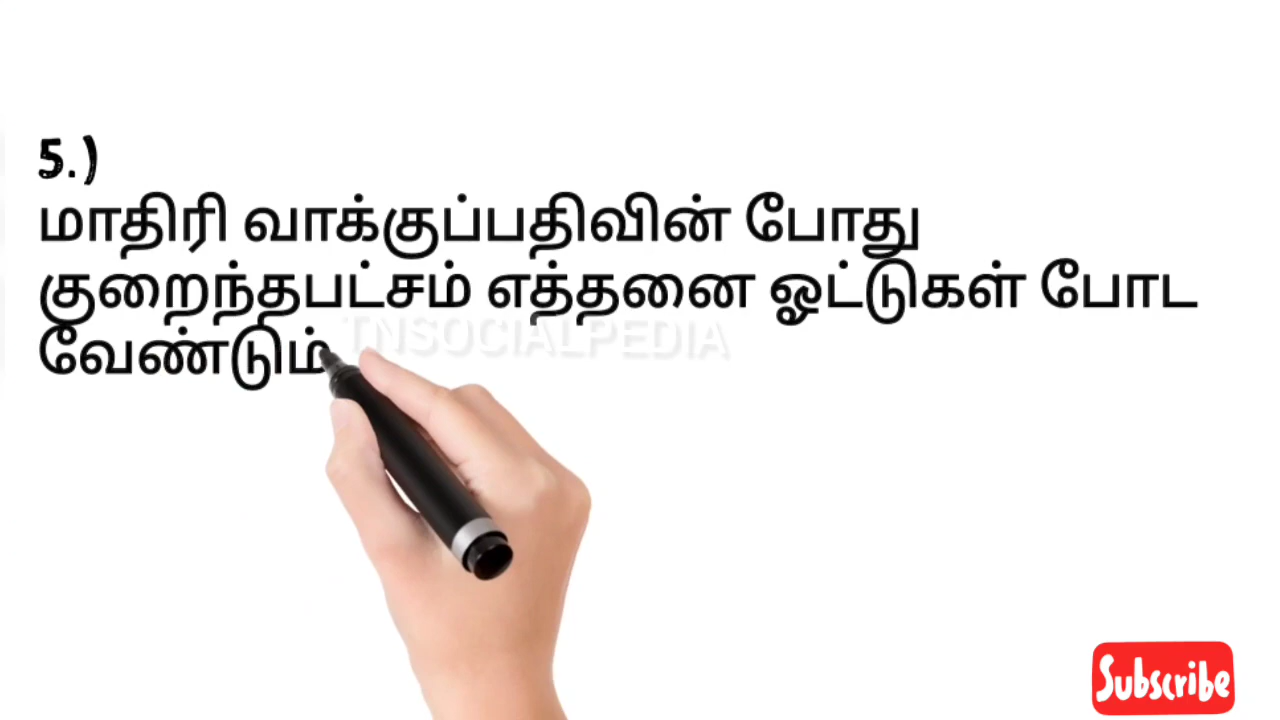 5.)
மாதிரி வாக்குப்பதிவின் போது
குறைந்தபட்சம் எத்தனை ஓட்டுகள் போட
வேண்டும்
TNSOCIALPEDIA
Subscribe